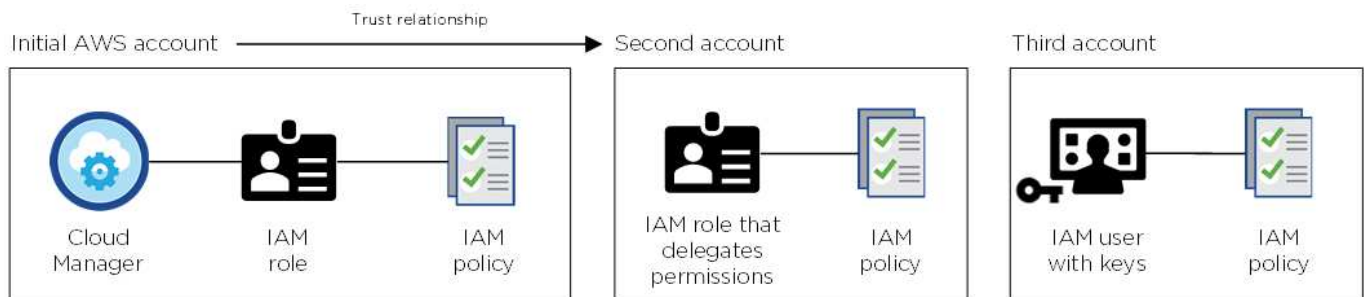 Trust relationship
Initial AWS account
Second account
Third account
Cloud
Manager
IAM
role
IAM
policy
IAM role that
delegates
permissions
IAM
policy
IAM user
with keys
IAM
policy